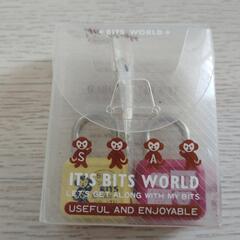 BITS WORLD
S A
IT'S BITS WORLD
LET'S GET ALONG WITH MY BITS
USEFUL AND ENJOYABLE